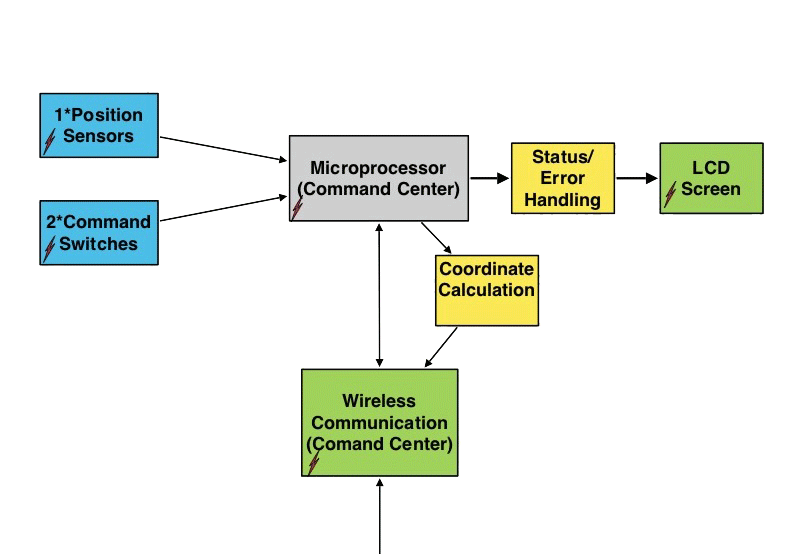 1*Position
Sensors
2*Command
Switches
Microprocessor
(Command Center)
Status/
Error
Handling
LCD
Screen
Coordinate
Calculation
Wireless
Communication
(Comand Center)